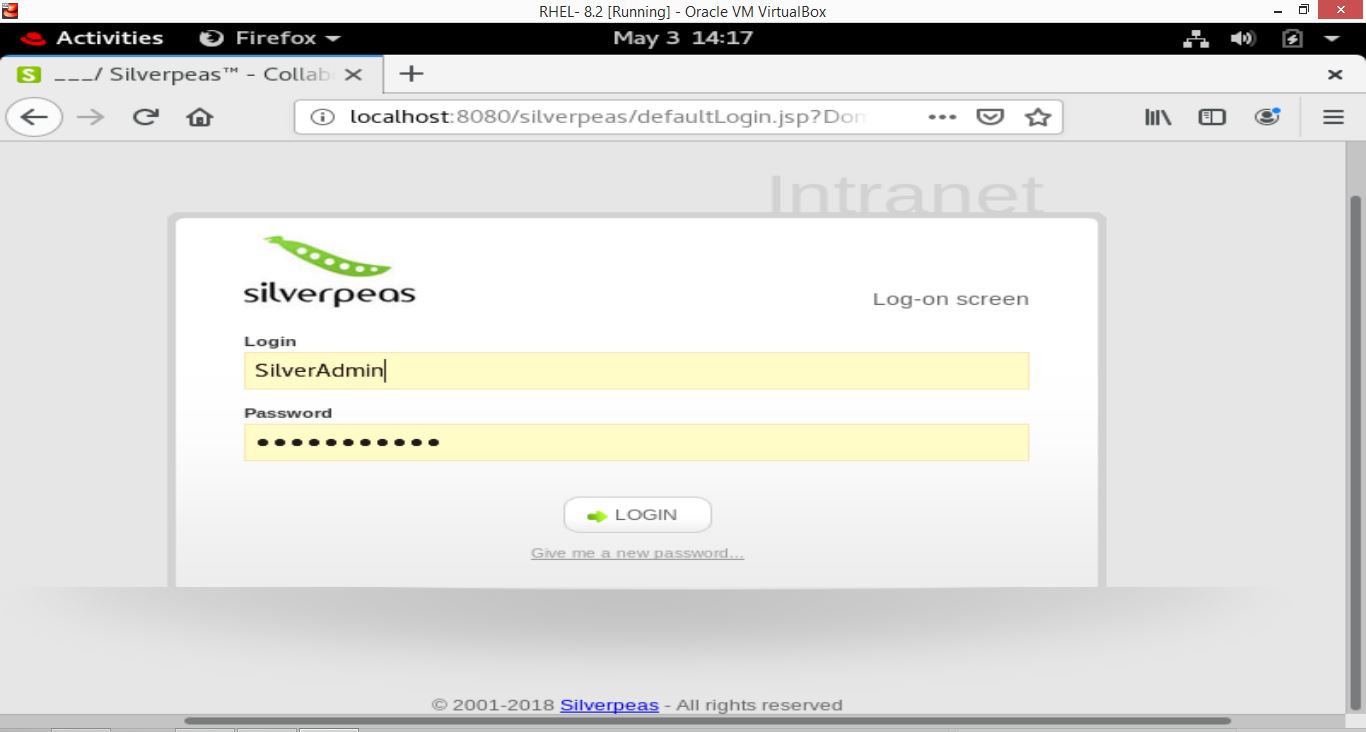 RHEL- 8.2 [Running] - Oracle VM VirtualBox
Activities Firefox May 3 14:17
S ___/ Silverpeas™ - Collab
localhost:8080/silverpeas/defaultLogin.jsp?Dom
Intranet
silverpeas
Log-on screen
Login
SilverAdmin
Password
•••••••••••
LOGIN
Give me a new password...
© 2001-2018 Silverpeas - All rights reserved